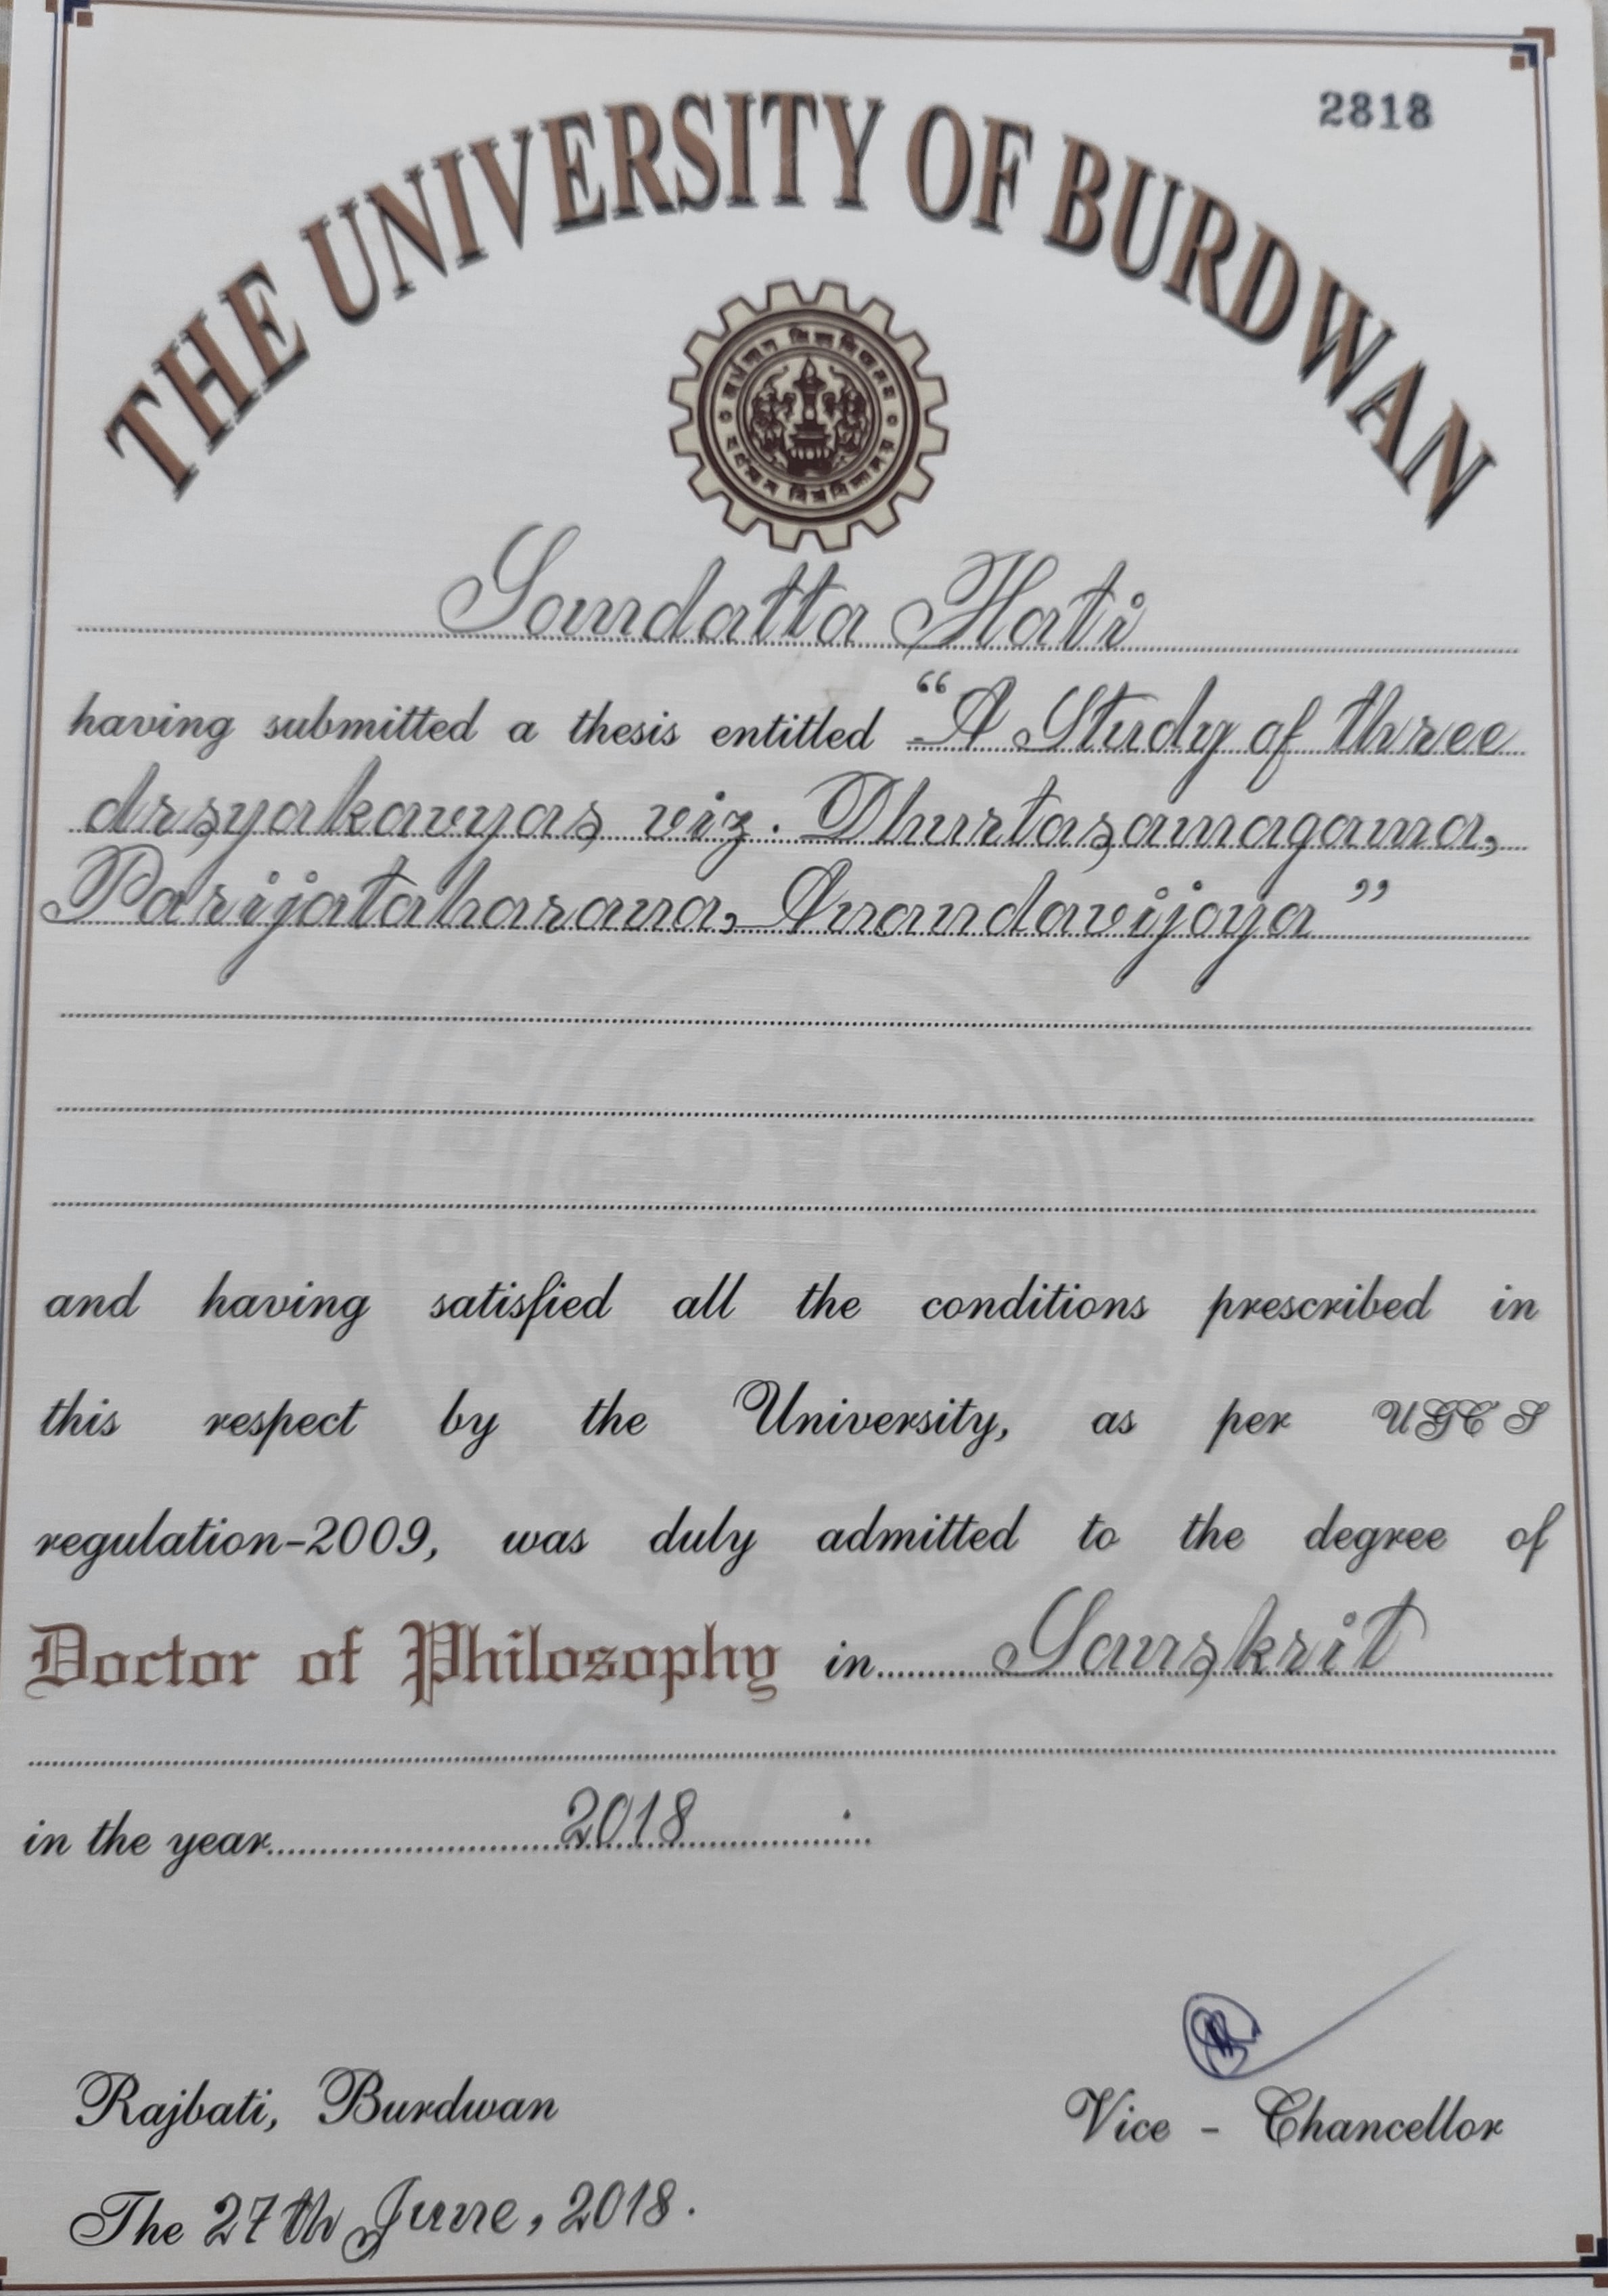 2818
THE UNIVERSITY OF BURDWAN
Somdatta Hati
having submitted a thesis entitled “A Study of three
drsyakavyas viz. Dhurtasamagama,
Parijataharana, Anandavijaya”
and having satisfied all the conditions prescribed in
this respect by the University, as per UGC'S
regulation-2009, was duly admitted to the degree of
Doctor of Philosophy in Sanskrit
in the year 2018
Rajbati, Burdwan
Vice - Chancellor
The 27th June, 2018.